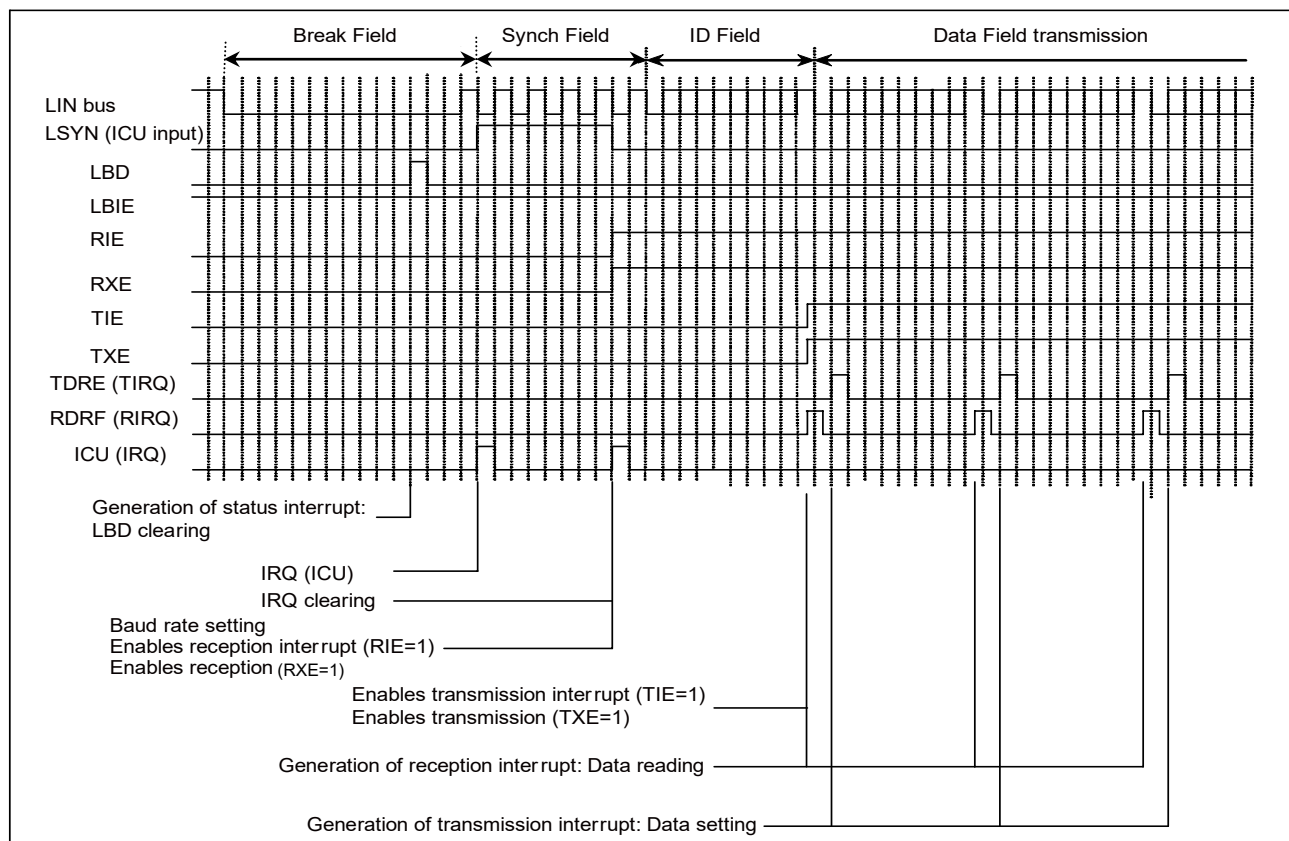 Break Field Synch Field ID Field Data Field transmission
LIN bus
LSYN (ICU input)
LBD
LBIE
RIE
RXE
TIE
TXE
TDRE (TIRQ)
RDRF (RIRQ)
ICU (IRQ)
Generation of status interrupt:
LBD clearing
IRQ (ICU)
IRQ clearing
Baud rate setting
Enables reception interrupt (RIE=1)
Enables reception (RXE=1)
Enables transmission interrupt (TIE=1)
Enables transmission (TXE=1)
Generation of reception interrupt: Data reading
Generation of transmission interrupt: Data setting